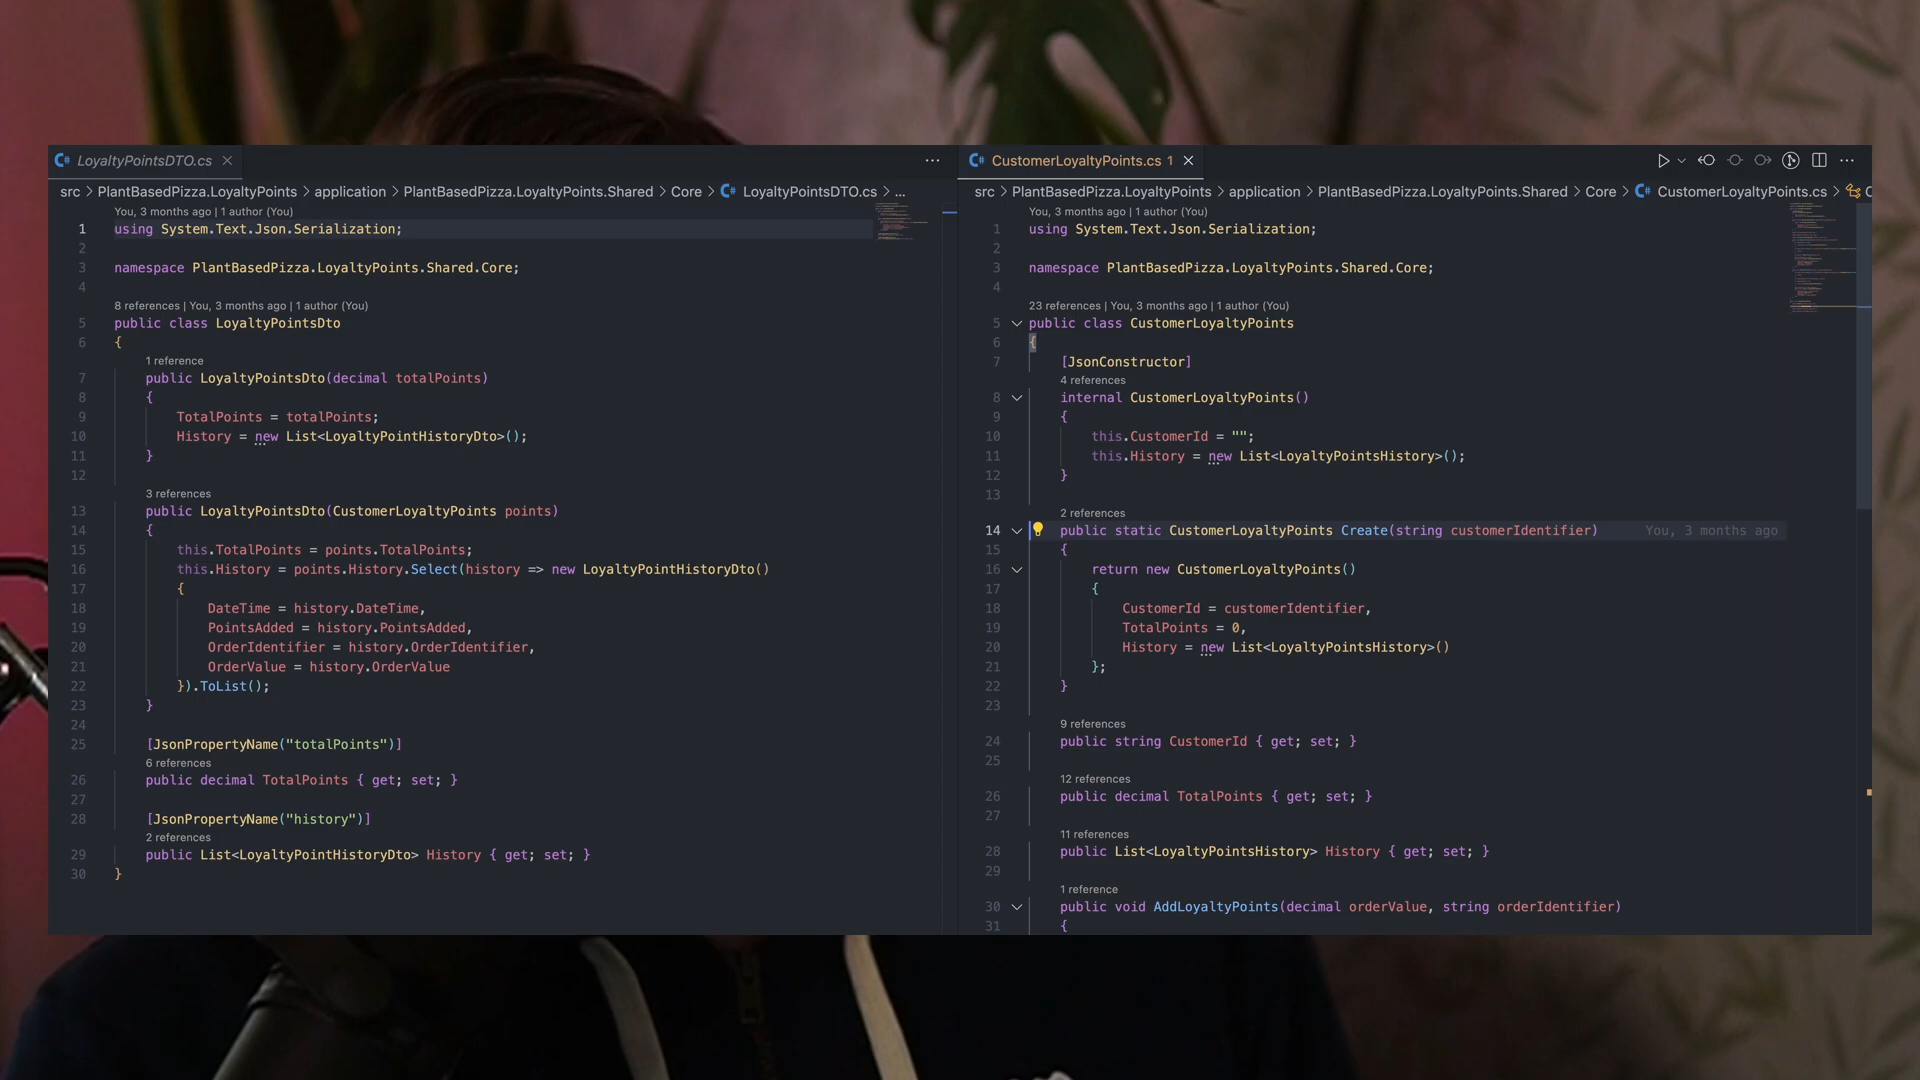 LoyaltyPointsDTO.cs
src > PlantBasedPizza.LoyaltyPoints > application > PlantBasedPizza.LoyaltyPoints.Shared > Core > LoyaltyPointsDTO.cs > ...
You, 3 months ago | 1 author (You)
1 using System.Text.Json.Serialization;
2
3 namespace PlantBasedPizza.LoyaltyPoints.Shared.Core;
4
8 references | You, 3 months ago | 1 author (You)
5 public class LoyaltyPointsDto
6 {
1 reference
7 public LoyaltyPointsDto(decimal totalPoints)
8 {
9 TotalPoints = totalPoints;
10 History = new List<LoyaltyPointHistoryDto>();
11 }
12
3 references
13 public LoyaltyPointsDto(CustomerLoyaltyPoints points)
14 {
15 this.TotalPoints = points.TotalPoints;
16 this.History = points.History.Select(history => new LoyaltyPointHistoryDto()
17 {
18 DateTime = history.DateTime,
19 PointsAdded = history.PointsAdded,
20 OrderIdentifier = history.OrderIdentifier,
21 OrderValue = history.OrderValue
22 }).ToList();
23 }
24
25 [JsonPropertyName("totalPoints")]
6 references
26 public decimal TotalPoints { get; set; }
27
28 [JsonPropertyName("history")]
2 references
29 public List<LoyaltyPointHistoryDto> History { get; set; }
30 }
CustomerLoyaltyPoints.cs 1
src > PlantBasedPizza.LoyaltyPoints > application > PlantBasedPizza.LoyaltyPoints.Shared > Core > CustomerLoyaltyPoints.cs > C
You, 3 months ago | 1 author (You)
1 using System.Text.Json.Serialization;
2
3 namespace PlantBasedPizza.LoyaltyPoints.Shared.Core;
4
23 references | You, 3 months ago | 1 author (You)
5 public class CustomerLoyaltyPoints
6 {
7 [JsonConstructor]
4 references
8 internal CustomerLoyaltyPoints()
9 {
10 this.CustomerId = "";
11 this.History = new List<LoyaltyPointsHistory>();
12 }
13
2 references
14 public static CustomerLoyaltyPoints Create(string customerIdentifier) You, 3 months ago
15 {
16 return new CustomerLoyaltyPoints()
17 {
18 CustomerId = customerIdentifier,
19 TotalPoints = 0,
20 History = new List<LoyaltyPointsHistory>()
21 };
22 }
23
9 references
24 public string CustomerId { get; set; }
25
12 references
26 public decimal TotalPoints { get; set; }
27
11 references
28 public List<LoyaltyPointsHistory> History { get; set; }
29
1 reference
30 public void AddLoyaltyPoints(decimal orderValue, string orderIdentifier)
31 {